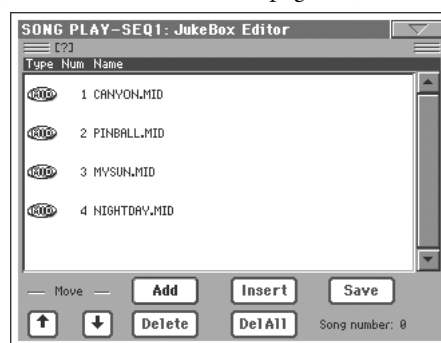 SONG PLAY-SEQ1: JukeBox Editor
[?]
Type Num Name
1 CANYON.MID
2 PINBALL.MID
3 MYSUN.MID
4 NIGHTDAY.MID
Move Add Insert Save
Delete DelAll Song number: 0